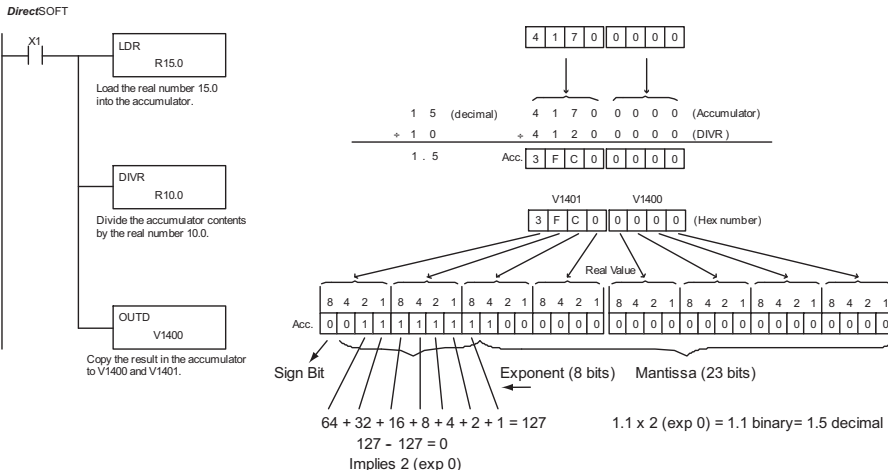 DirectSOFT
X1
LDR
R15.0
Load the real number 15.0
into the accumulator.
DIVR
R10.0
Divide the accumulator contents
by the real number 10.0.
OUTD
V1400
Copy the result in the accumulator
to V1400 and V1401.
4 1 7 0 0 0 0 0
1 5 (decimal) 4 1 7 0 0 0 0 0 (Accumulator)
÷ 1 0 ÷ 4 1 2 0 0 0 0 0 (DIVR )
1 . 5 Acc. 3 F C 0 0 0 0 0
V1401 V1400
3 F C 0 0 0 0 0 (Hex number)
Real Value
8 4 2 1 8 4 2 1 8 4 2 1 8 4 2 1 8 4 2 1 8 4 2 1 8 4 2 1 8 4 2 1
Acc. 0 0 1 1 1 1 1 1 1 1 0 0 0 0 0 0 0 0 0 0 0 0 0 0 0 0 0 0 0 0 0 0
Sign Bit Exponent (8 bits) Mantissa (23 bits)
64 + 32 + 16 + 8 + 4 + 2 + 1 = 127 1.1 x 2 (exp 0) = 1.1 binary= 1.5 decimal
127 - 127 = 0
Implies 2 (exp 0)